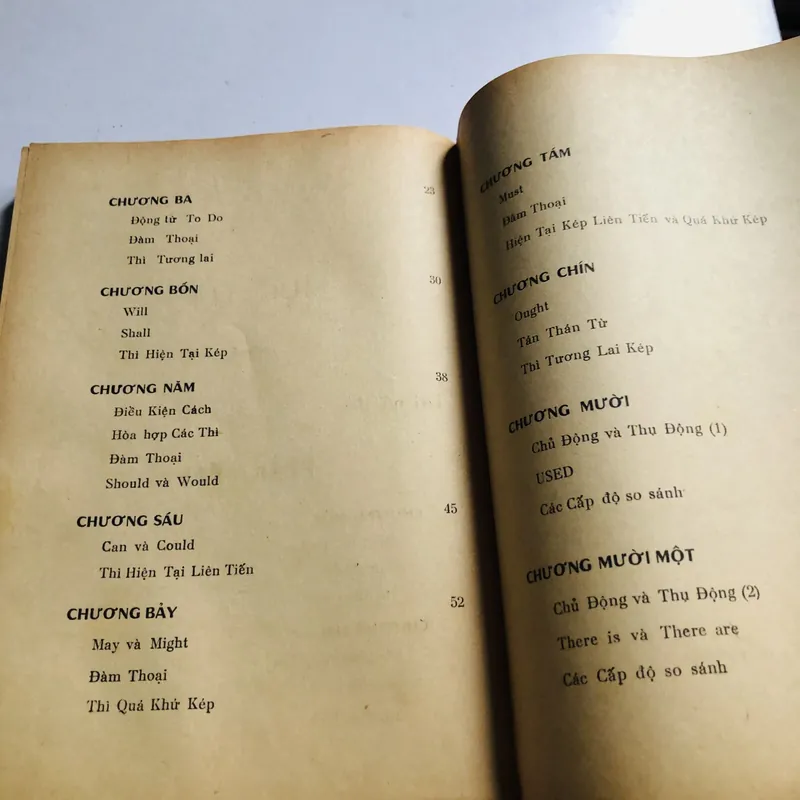 CHƯƠNG BA 23
Động từ To Do
Đàm Thoại
Thì Tương lai
CHƯƠNG BỐN 30
Will
Shall
Thì Hiện Tại Kép
CHƯƠNG NĂM 38
Điều Kiện Cách
Hòa hợp Các Thì
Đàm Thoại
Should và Would
CHƯƠNG SÁU 45
Can và Could
Thì Hiện Tại Liên Tiến
CHƯƠNG BẢY 52
May và Might
Đàm Thoại
Thì Quá Khứ Kép
CHƯƠNG TÁM
Must
Đàm Thoại
Hiện Tại Kép Liên Tiến và Quá Khứ Kép
CHƯƠNG CHÍN
Ought
Tán Thán Từ
Thì Tương Lai Kép
CHƯƠNG MƯỜI
Chủ Động và Thụ Động (1)
USED
Các Cấp độ so sánh
CHƯƠNG MƯỜI MỘT
Chủ Động và Thụ Động (2)
There is và There are
Các Cấp độ so sánh